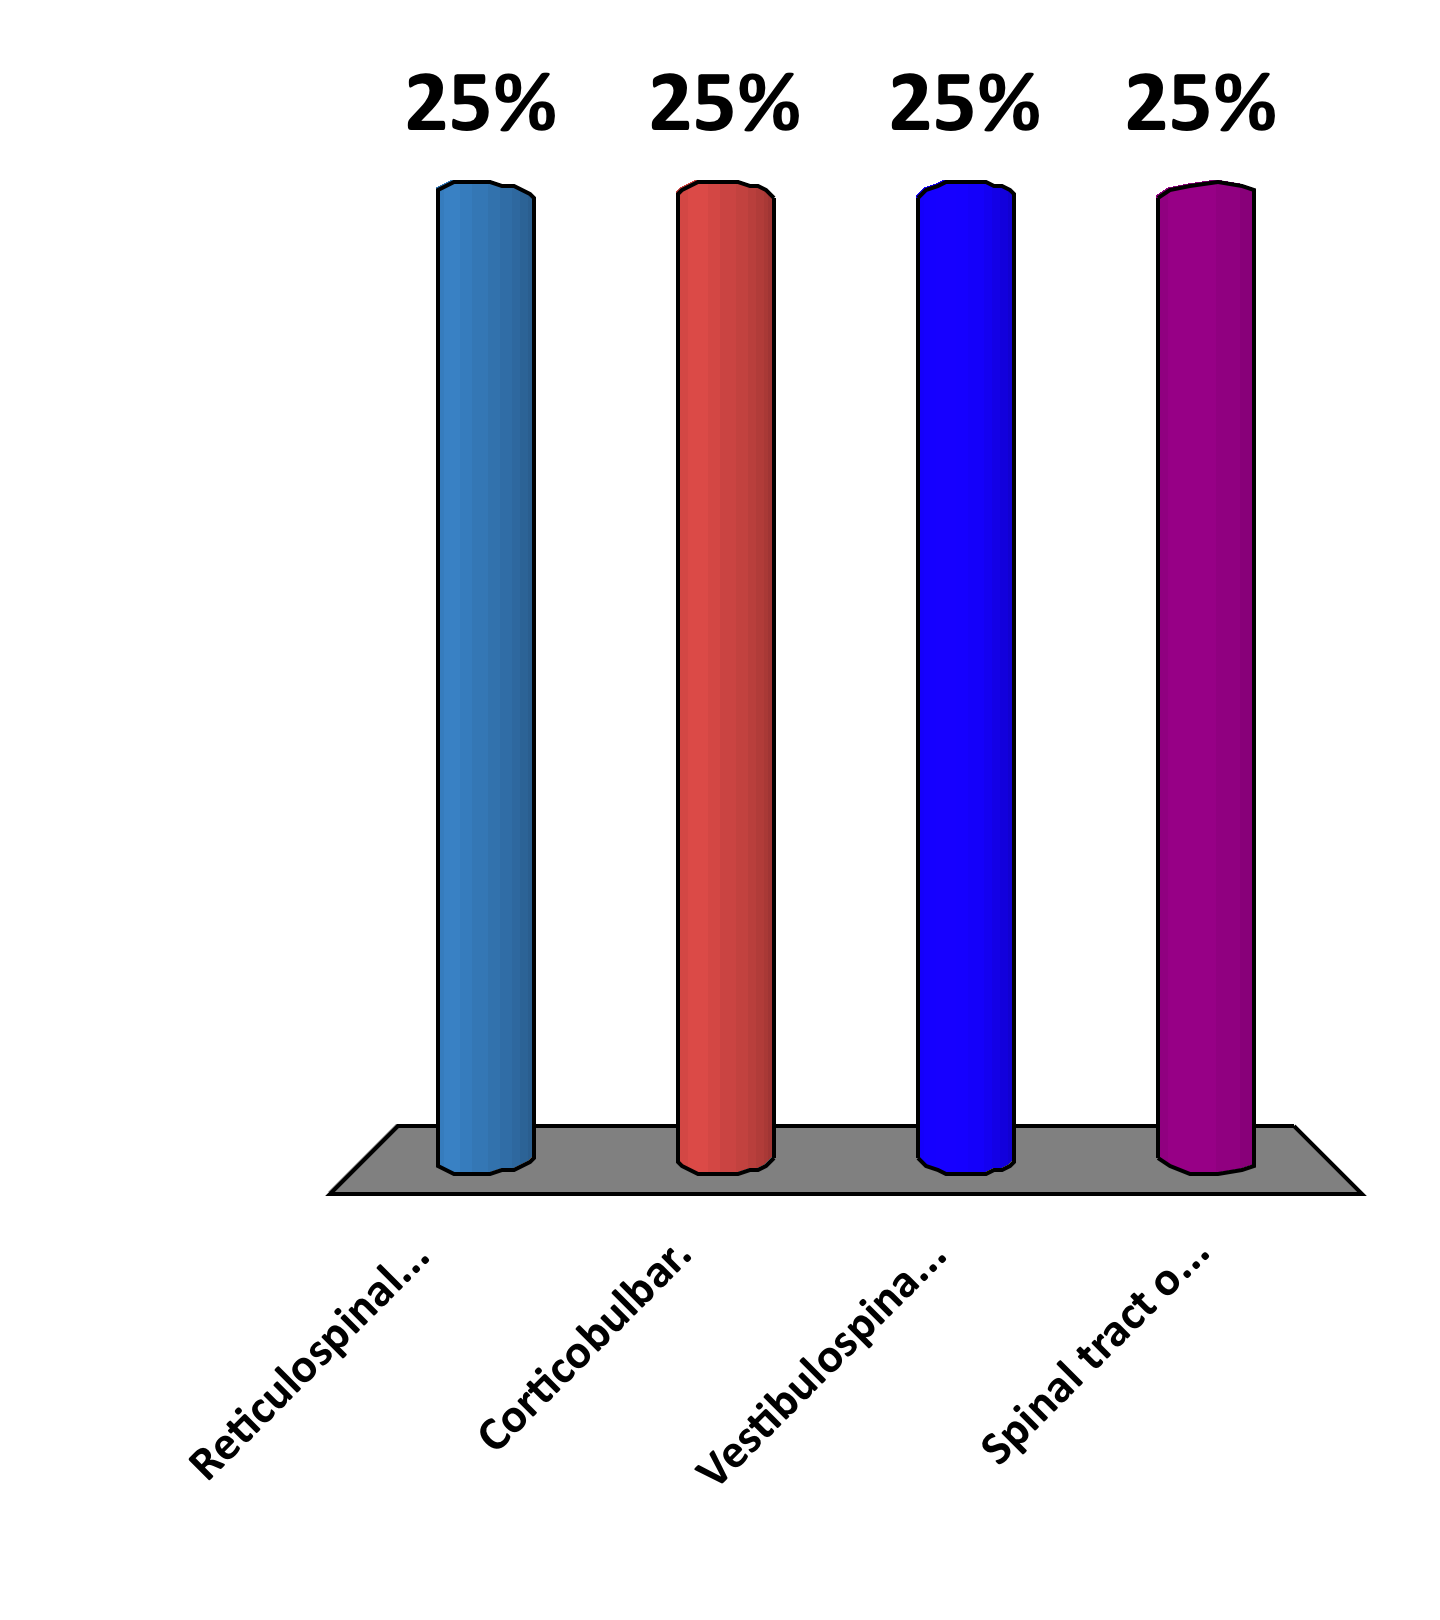 25%
25%
25%
25%
Reticulospinal...
Corticobulbar.
Vestibulospina...
Spinal tract o...